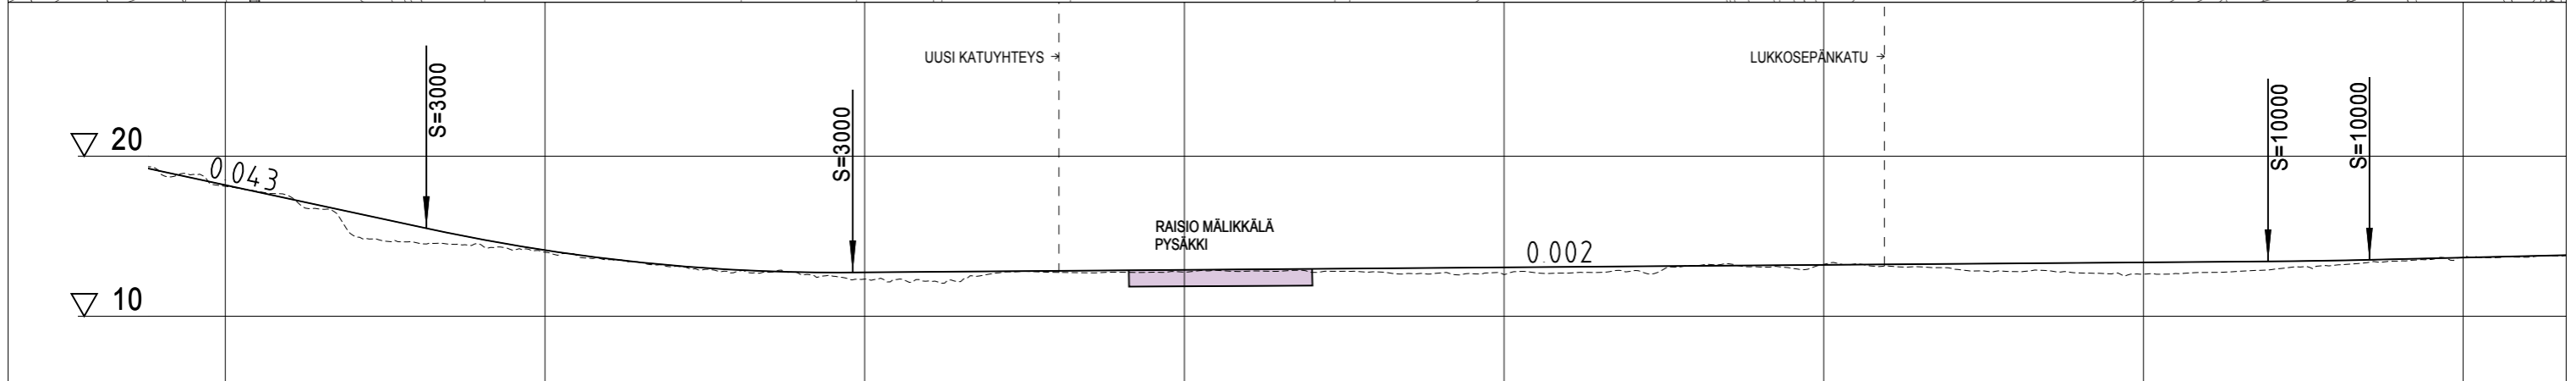 UUSI KATUYHTEYS
LUKKOSEPÄNKATU
S=3000
S=3000
S=10000
S=10000
20
0.043
RAISIO MÄLIKKÄLÄ
PYSÄKKI
0.002
10